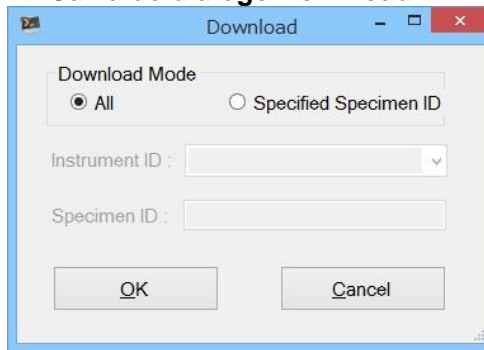 Download
Download Mode
All
Specified Specimen ID
Instrument ID :
Specimen ID :
OK
Cancel